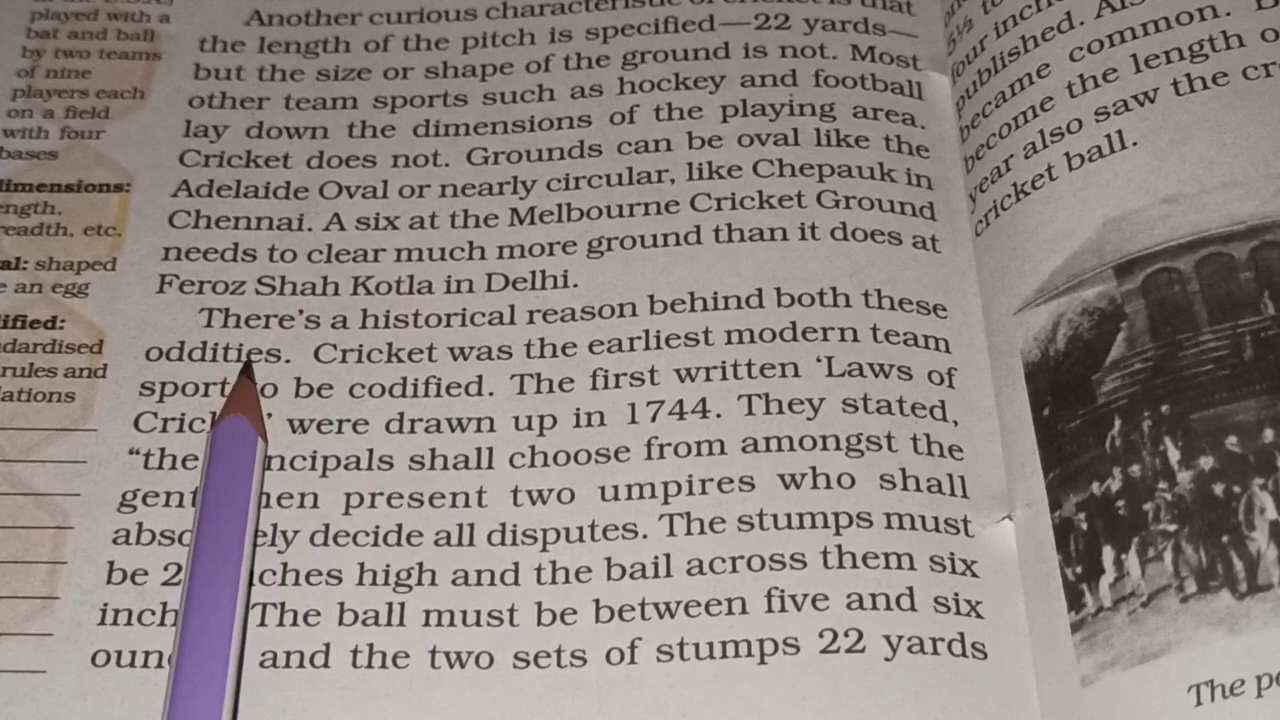 played with a
bat and ball
by two teams
of nine
players each
on a field
with four
bases
dimensions:
ength,
readth, etc.
al: shaped
e an egg
ified:
dardised
rules and
ations
Another curious characteristic of cricket is that
the length of the pitch is specified—22 yards—
but the size or shape of the ground is not. Most
other team sports such as hockey and football
lay down the dimensions of the playing area.
Cricket does not. Grounds can be oval like the
Adelaide Oval or nearly circular, like Chepauk in
Chennai. A six at the Melbourne Cricket Ground
needs to clear much more ground than it does at
Feroz Shah Kotla in Delhi.
There's a historical reason behind both these
oddities. Cricket was the earliest modern team
sport o be codified. The first written ‘Laws of
Cric ’ were drawn up in 1744. They stated,
“the ncipals shall choose from amongst the
gent en present two umpires who shall
abso ely decide all disputes. The stumps must
be 2 ches high and the bail across them six
inch The ball must be between five and six
oun and the two sets of stumps 22 yards
5½ to
four inch
published. Als
became common.
become the length o
year also saw the cr
cricket ball.
The p